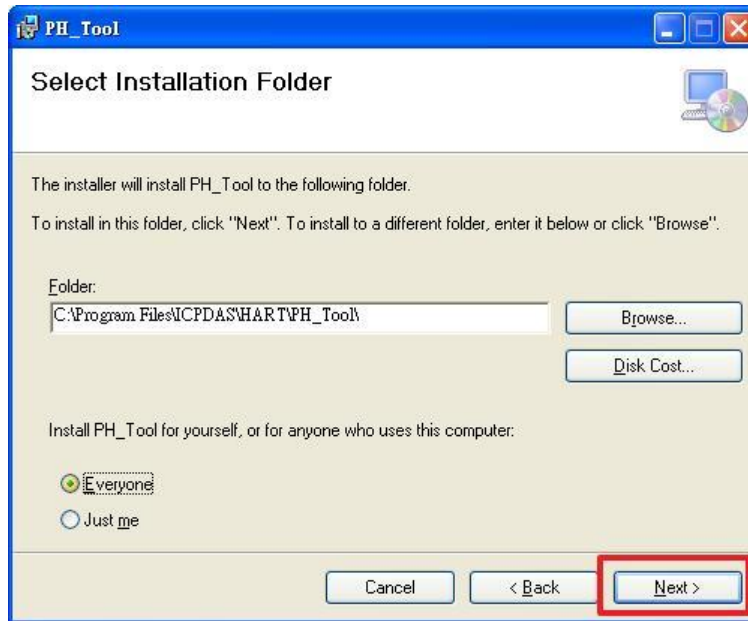 PH_Tool
Select Installation Folder
The installer will install PH_Tool to the following folder.
To install in this folder, click "Next". To install to a different folder, enter it below or click "Browse".
Folder:
C:\Program Files\ICPDAS\HART\PH_Tool\
Browse...
Disk Cost...
Install PH_Tool for yourself, or for anyone who uses this computer:
Everyone
Just me
Cancel
< Back
Next >